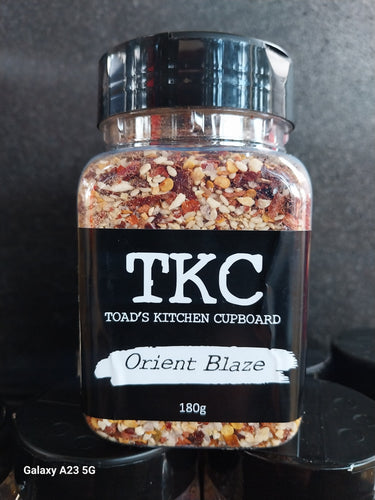 TKC
TOAD'S KITCHEN CUPBOARD
Orient Blaze
180g
Galaxy A23 5G